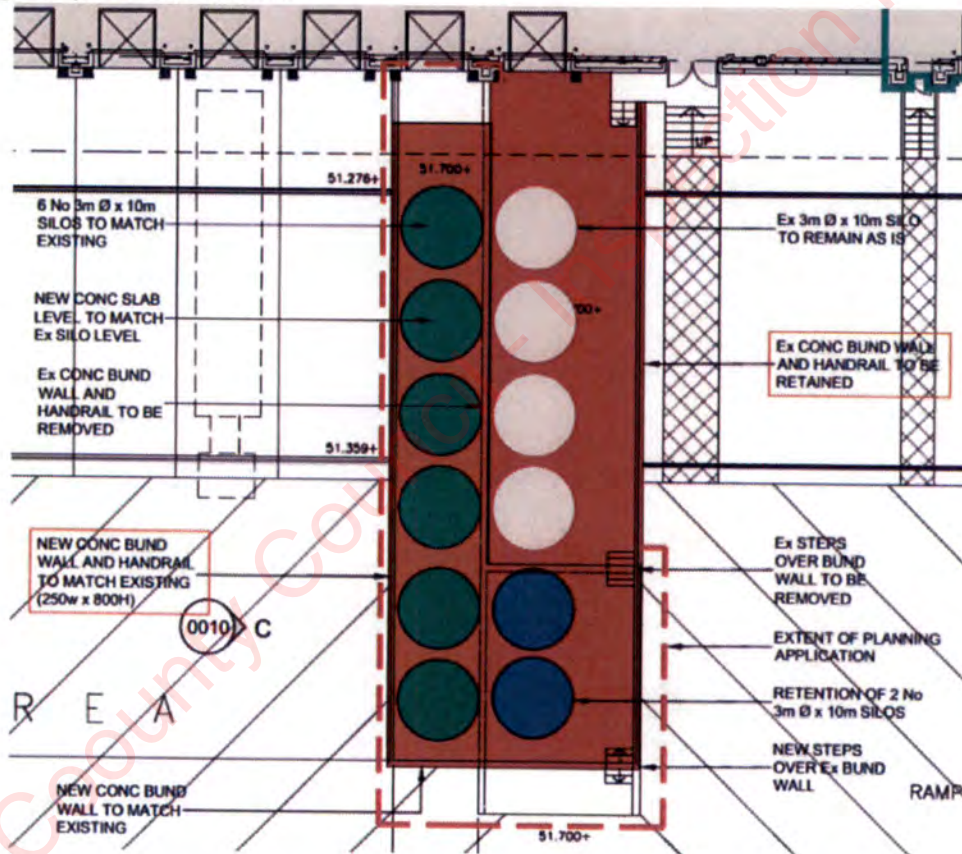 51.276+
51.700+
6 No 3m Ø x 10m
SILOS TO MATCH
EXISTING
UP
Ex 3m Ø x 10m SILO
TO REMAIN AS IS
NEW CONC SLAB
LEVEL TO MATCH
Ex SILO LEVEL
00+
Ex CONC BUND WALL
AND HANDRAIL TO BE
RETAINED
Ex CONC BUND
WALL AND
HANDRAIL TO BE
REMOVED
51.359+
NEW CONC BUND
WALL AND HANDRAIL
TO MATCH EXISTING
(250w x 800H)
0010
C
Ex STEPS
OVER BUND
WALL TO BE
REMOVED
EXTENT OF PLANNING
APPLICATION
R E A
RETENTION OF 2 No
3m Ø x 10m SILOS
NEW STEPS
OVER Ex BUND
WALL
RAMP
NEW CONC BUND
WALL TO MATCH
EXISTING
51.700+
County Council